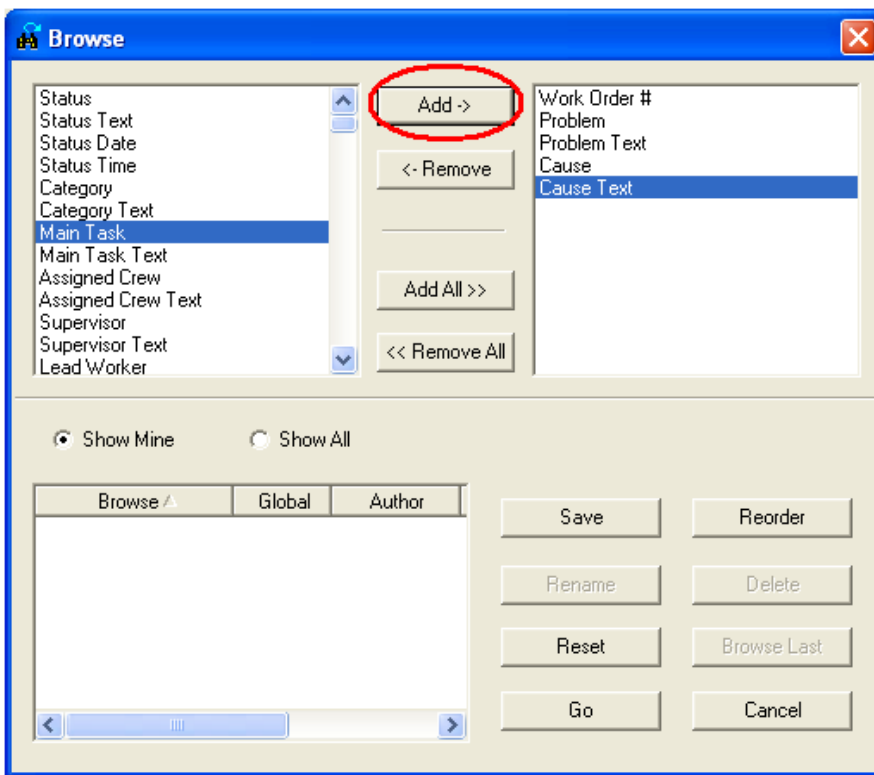 Browse
Status
Status Text
Status Date
Status Time
Category
Category Text
Main Task
Main Task Text
Assigned Crew
Assigned Crew Text
Supervisor
Supervisor Text
Lead Worker
Add ->
<- Remove
Add All >>
<< Remove All
Work Order #
Problem
Problem Text
Cause
Cause Text
Show Mine Show All
Browse Global Author
Save Reorder
Rename Delete
Reset Browse Last
Go Cancel